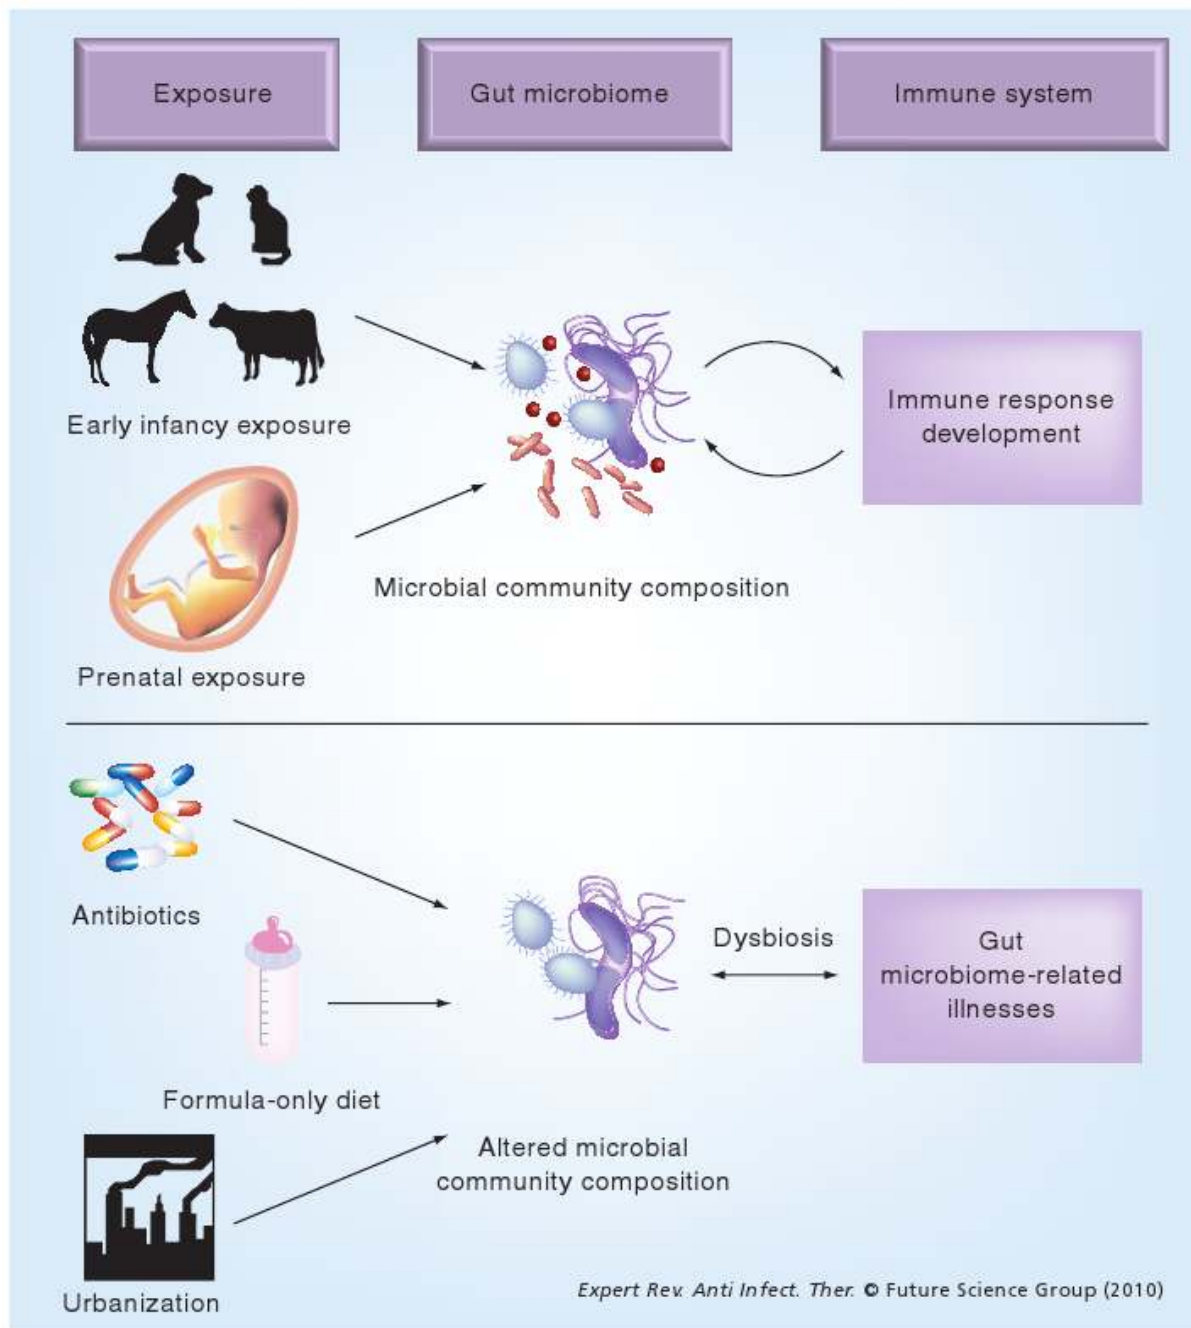 Exposure
Gut microbiome
Immune system
Early infancy exposure
Immune response
development
Microbial community composition
Prenatal exposure
Antibiotics
Dysbiosis
Gut
microbiome-related
illnesses
Formula-only diet
Altered microbial
community composition
Urbanization
Expert Rev. Anti Infect. Ther. © Future Science Group (2010)